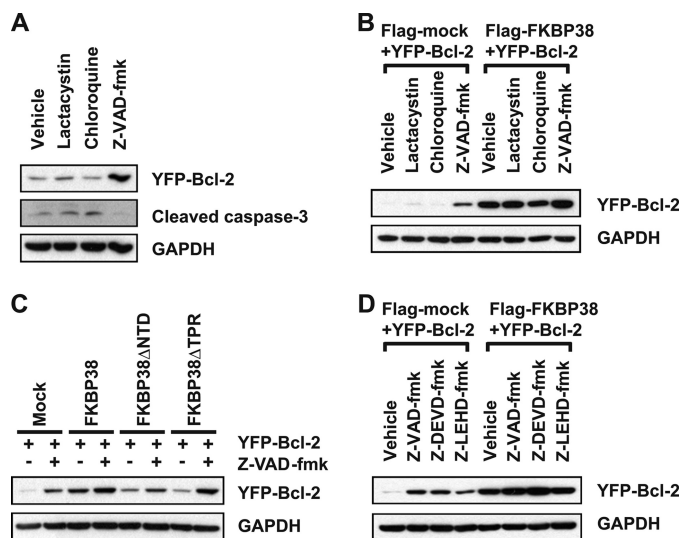 A
Vehicle
Lactacystin
Chloroquine
Z-VAD-fmk
YFP-Bcl-2
Cleaved caspase-3
GAPDH
B
Flag-mock
+YFP-Bcl-2
Flag-FKBP38
+YFP-Bcl-2
Vehicle
Lactacystin
Chloroquine
Z-VAD-fmk
Vehicle
Lactacystin
Chloroquine
Z-VAD-fmk
YFP-Bcl-2
GAPDH
C
Mock
FKBP38
FKBP38ΔNTD
FKBP38ΔTPR
+ + + + + + + + YFP-Bcl-2
- + - + - + - + Z-VAD-fmk
YFP-Bcl-2
GAPDH
D
Flag-mock
+YFP-Bcl-2
Flag-FKBP38
+YFP-Bcl-2
Vehicle
Z-VAD-fmk
Z-DEVD-fmk
Z-LEHD-fmk
Vehicle
Z-VAD-fmk
Z-DEVD-fmk
Z-LEHD-fmk
YFP-Bcl-2
GAPDH